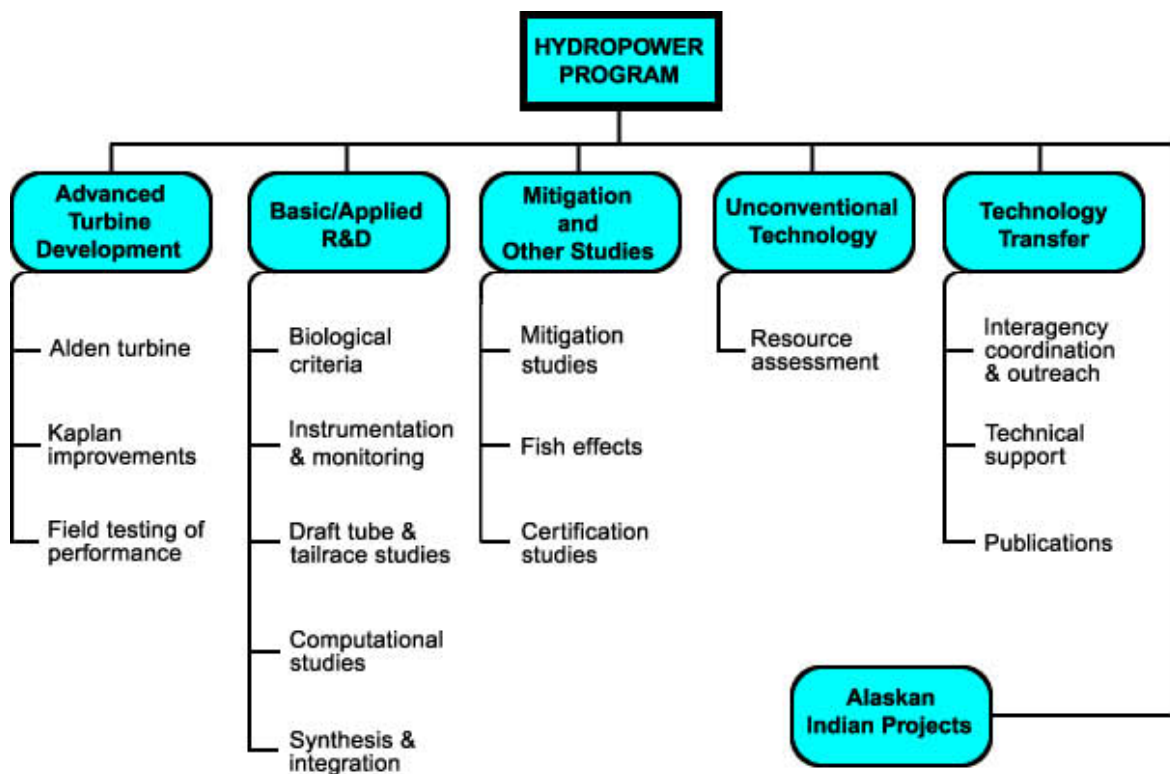 HYDROPOWER
PROGRAM
Advanced
Turbine
Development
Basic/Applied
R&D
Mitigation
and
Other Studies
Unconventional
Technology
Technology
Transfer
Alden turbine
Kaplan
improvements
Field testing of
performance
Biological
criteria
Instrumentation
& monitoring
Draft tube &
tailrace studies
Computational
studies
Synthesis &
integration
Mitigation
studies
Fish effects
Certification
studies
Resource
assessment
Interagency
coordination
& outreach
Technical
support
Publications
Alaskan
Indian Projects